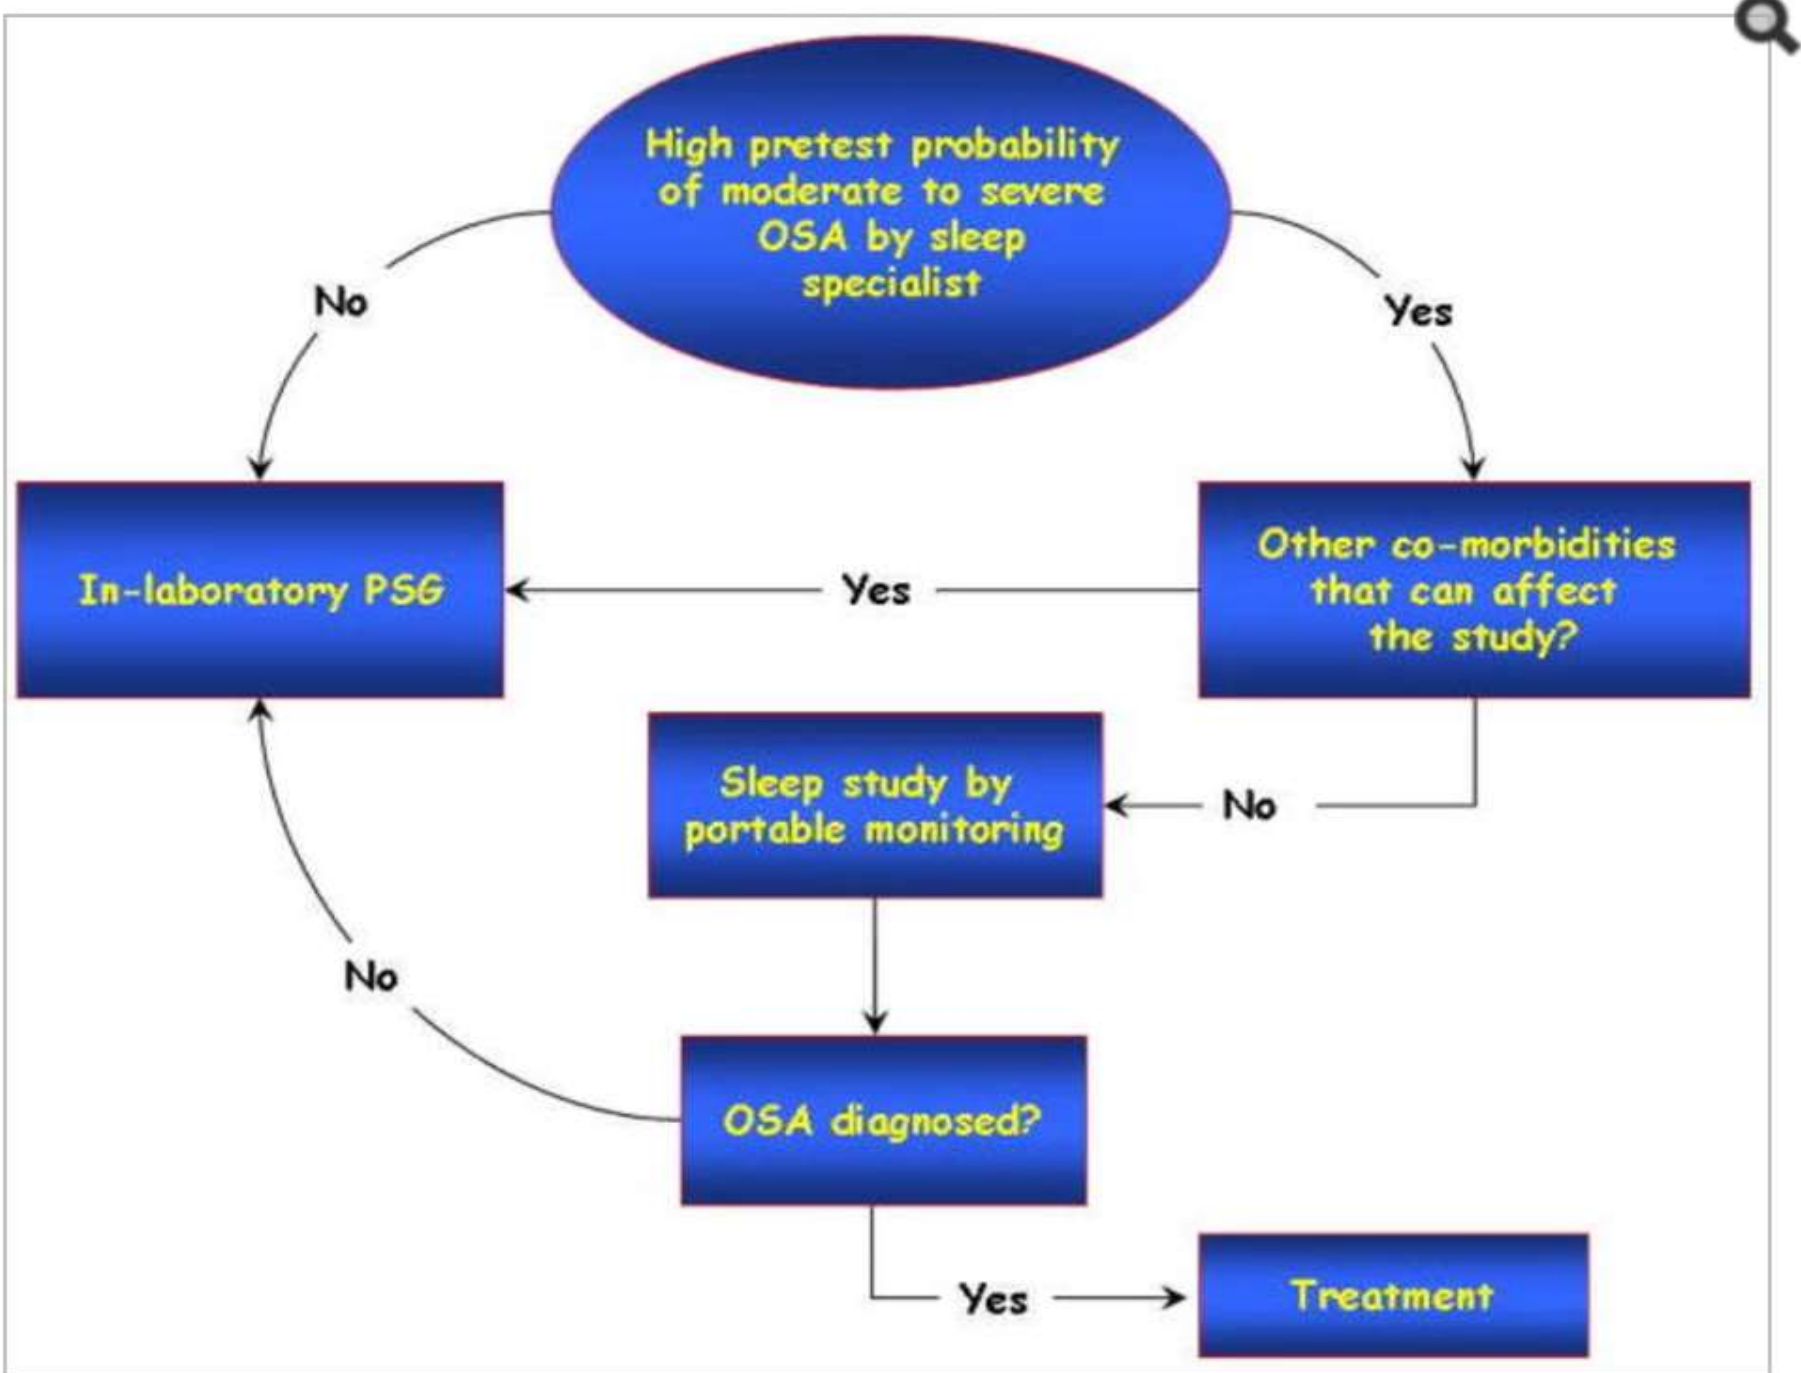 High pretest probability
of moderate to severe
OSA by sleep
specialist
No
Yes
In-laboratory PSG
Yes
Other co-morbidities
that can affect
the study?
Sleep study by
portable monitoring
No
No
OSA diagnosed?
Yes
Treatment